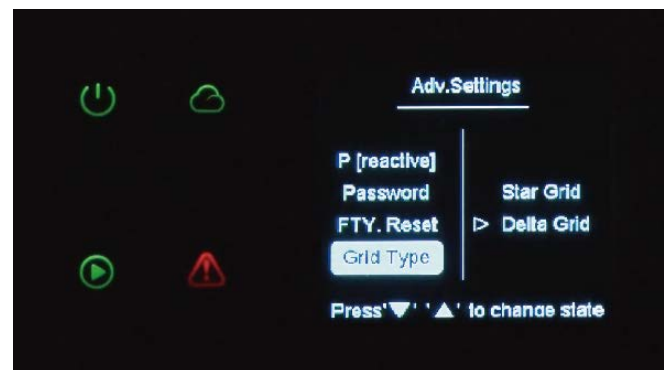 Adv.Settings
P [reactive]
Password
FTY. Reset
Grid Type
Star Grid
▷ Delta Grid
Press'▼' '▲' to change state